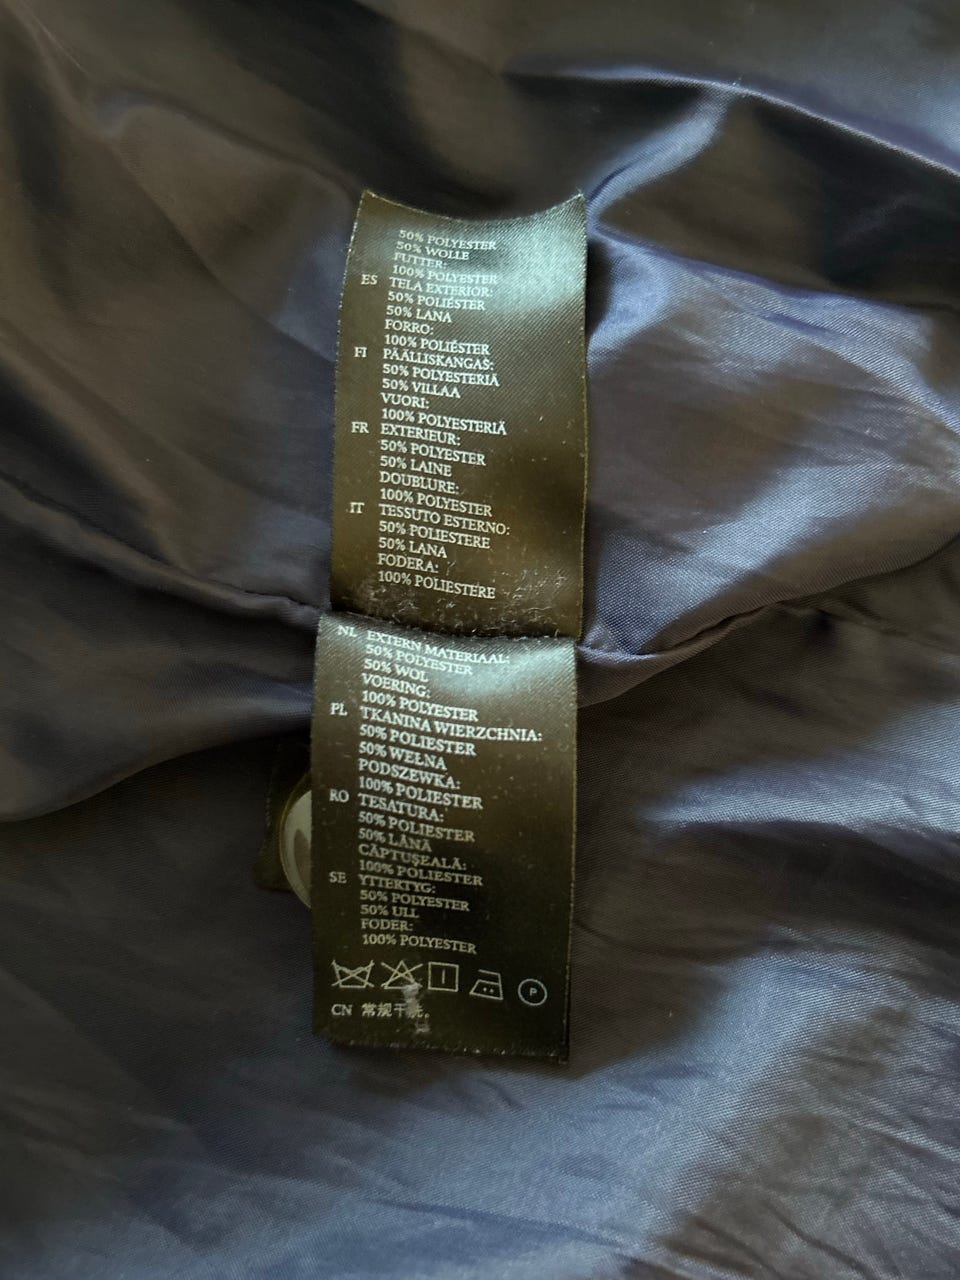 50% POLYESTER
50% WOLLE
FUTTER:
100% POLYESTER
ES TELA EXTERIOR:
50% POLIÉSTER
50% LANA
FORRO:
100% POLIÉSTER
FI PÄÄLLISKANGAS:
50% POLYESTERIÄ
50% VILLAA
VUORI:
100% POLYESTERIÄ
FR EXTERIEUR:
50% POLYESTER
50% LAINE
DOUBLURE:
100% POLYESTER
IT TESSUTO ESTERNO:
50% POLIESTERE
50% LANA
FODERA:
100% POLIESTERE
NL EXTERN MATERIAAL:
50% POLYESTER
50% WOL
VOERING:
100% POLYESTER
PL TKANINA WIERZCHNIA:
50% POLIESTER
50% WEŁNA
PODSZEWKA:
100% POLIESTER
RO TESATURA:
50% POLIESTER
50% LÂNĂ
CĂPTUȘEALĂ:
100% POLIESTER
SE YTTERTYG:
50% POLYESTER
50% ULL
FODER:
100% POLYESTER
P
CN 常规干洗。